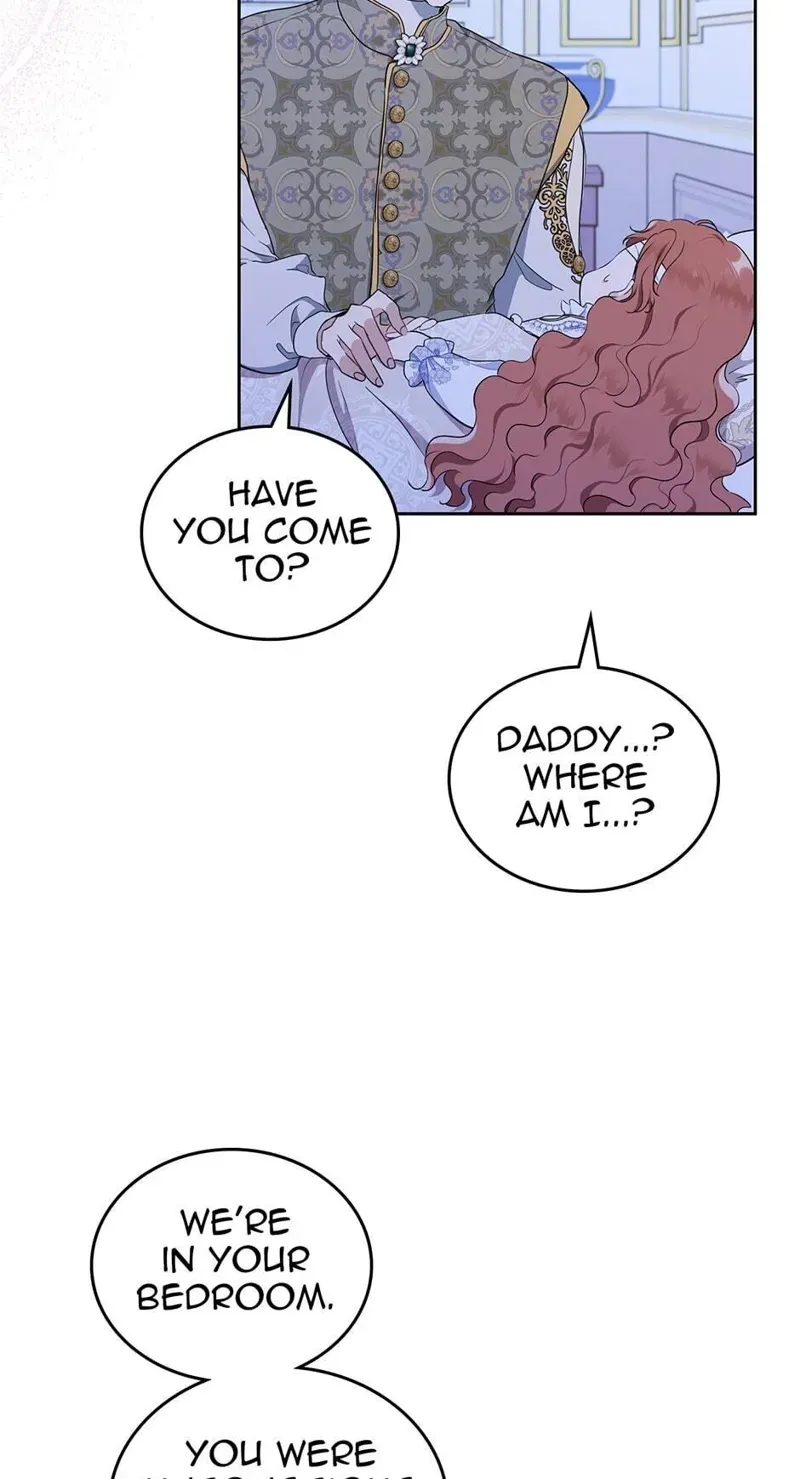 HAVE
YOU COME
TO?
DADDY...?
WHERE
AM I...?
WE'RE
IN YOUR
BEDROOM.
YOU WERE